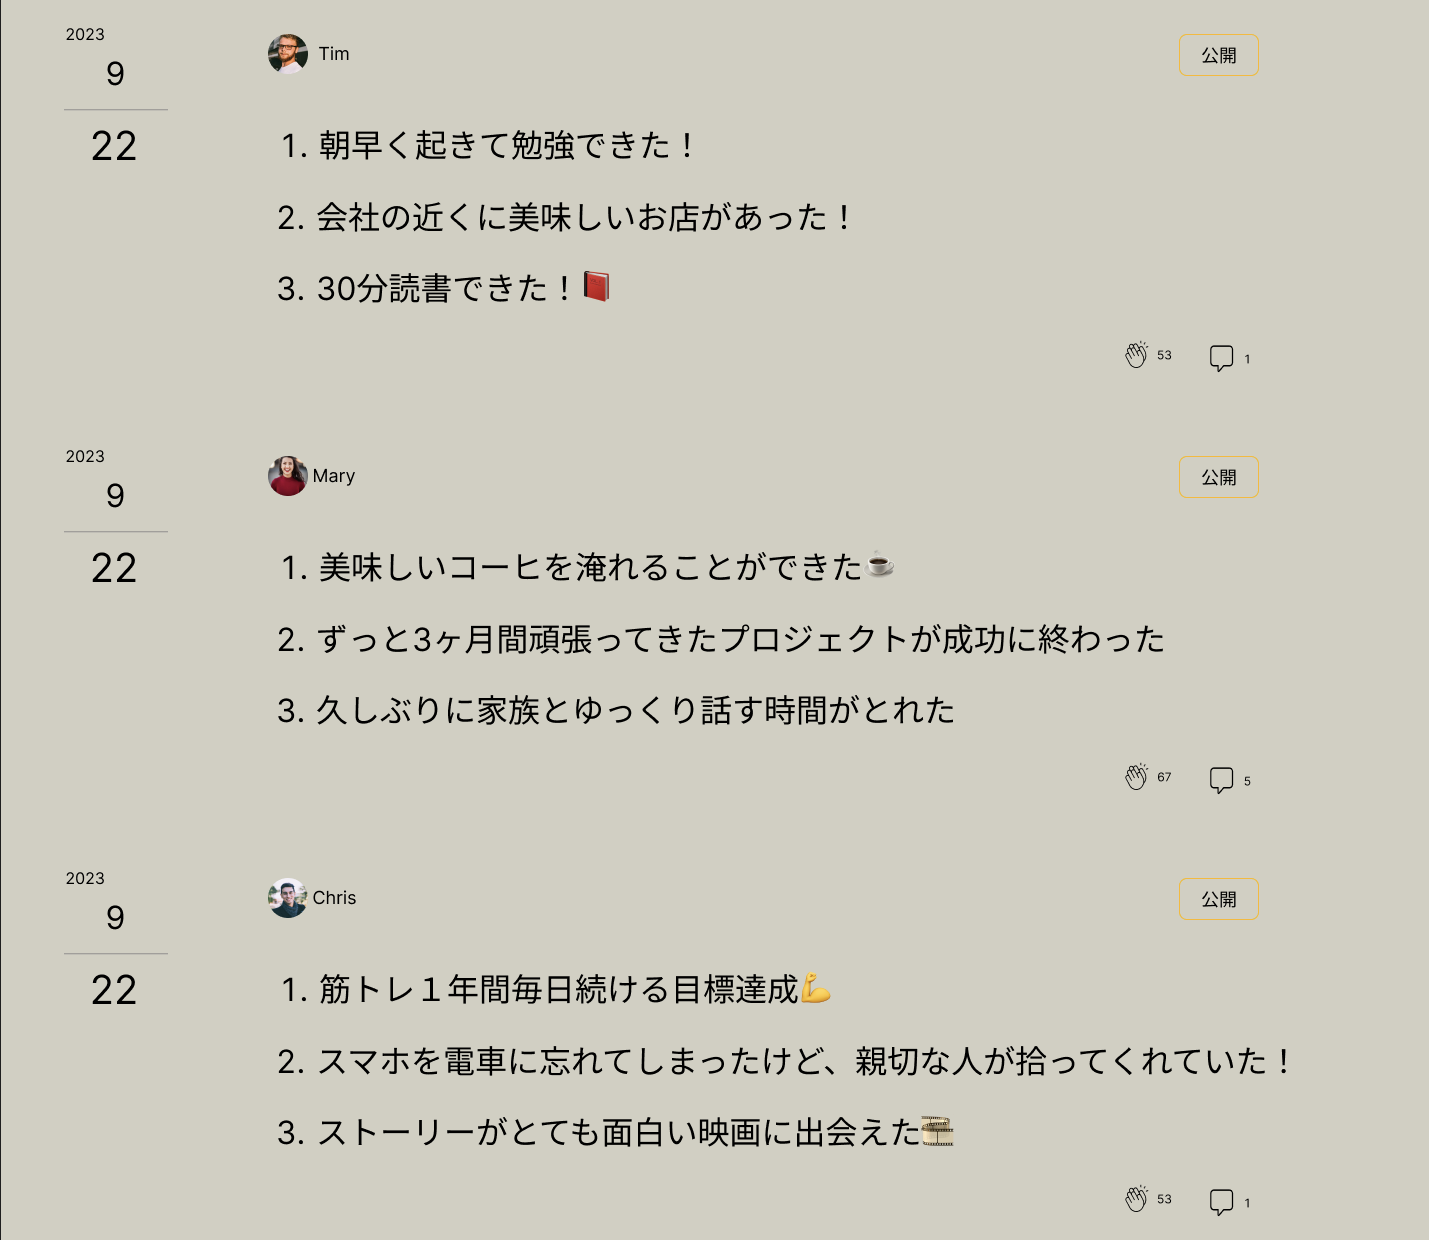 2023
9
22
Tim
公開
1. 朝早く起きて勉強できた！
2. 会社の近くに美味しいお店があった！
3. 30分読書できた！📕
53
1
2023
9
22
Mary
公開
1. 美味しいコーヒを淹れることができた☕
2. ずっと3ヶ月間頑張ってきたプロジェクトが成功に終わった
3. 久しぶりに家族とゆっくり話す時間がとれた
67
5
2023
9
22
Chris
公開
1. 筋トレ１年間毎日続ける目標達成💪
2. スマホを電車に忘れてしまったけど、親切な人が拾ってくれていた！
3. ストーリーがとても面白い映画に出会えた🎞️
53
1